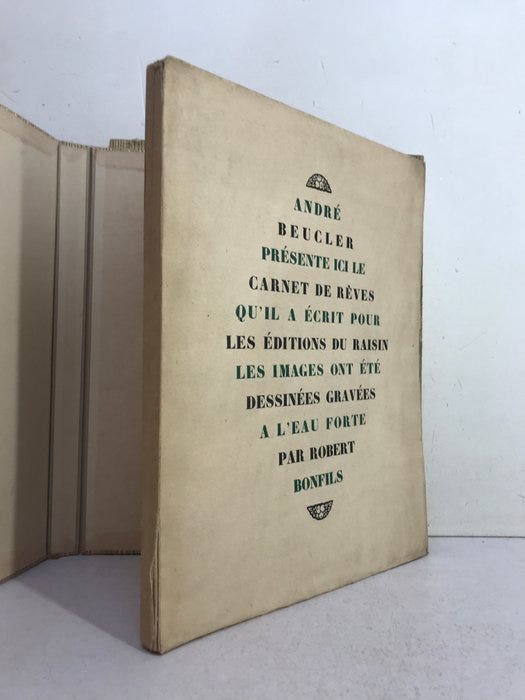 ANDRÉ
BEUCLER
PRÉSENTE ICI LE
CARNET DE RÊVES
QU'IL A ÉCRIT POUR
LES ÉDITIONS DU RAISIN
LES IMAGES ONT ÉTÉ
DESSINÉES GRAVÉES
A L'EAU FORTE
PAR ROBERT
BONFILS